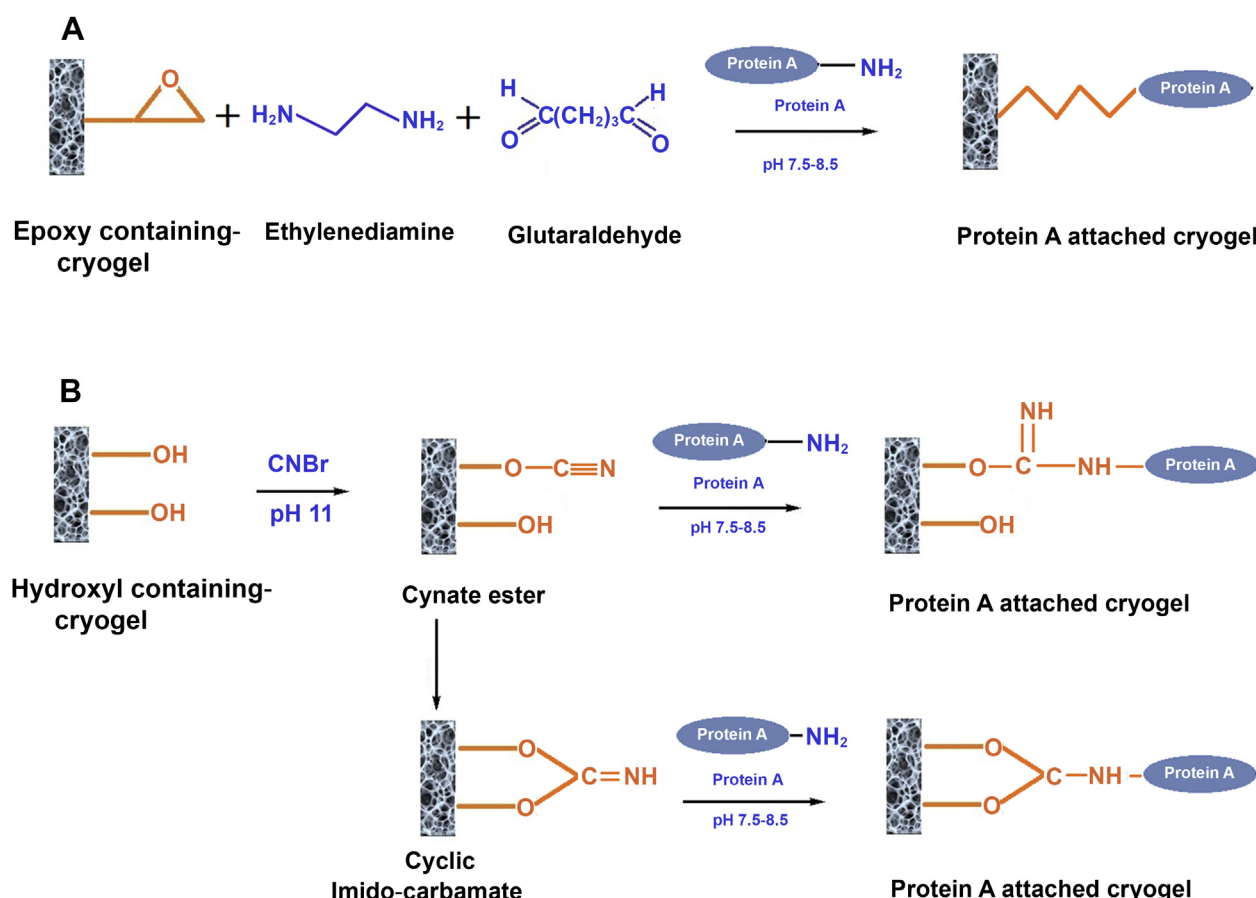 A
O
H₂N
NH₂
H
H
C(CH₂)₃C
O
O
Protein A
NH₂
Protein A
pH 7.5-8.5
Protein A
Epoxy containing-
cryogel
Ethylenediamine
Glutaraldehyde
Protein A attached cryogel
B
OH
OH
CNBr
pH 11
O C N
OH
Protein A
NH₂
Protein A
pH 7.5-8.5
NH
O C NH
Protein A
OH
Hydroxyl containing-
cryogel
Cynate ester
Protein A attached cryogel
O
C=NH
O
Protein A
NH₂
Protein A
pH 7.5-8.5
O
C NH
O
Protein A
Cyclic
Imido-carbamate
Protein A attached cryogel